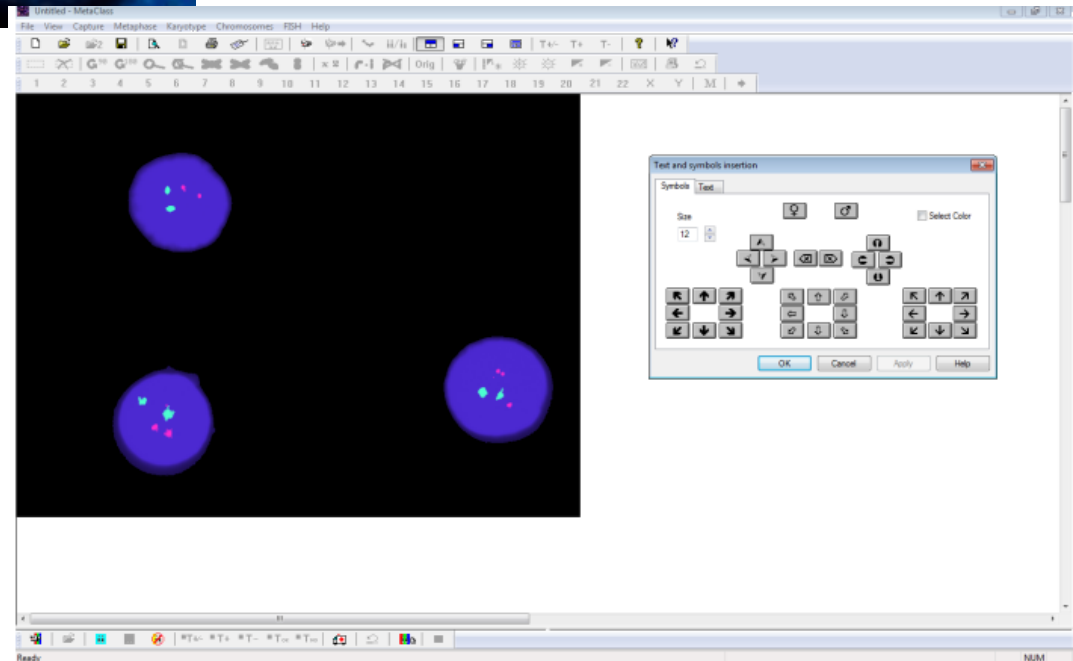 Untitled - MetaClass
File View Capture Metaphase Karyotype Chromosomes FISH Help
H/h T+/- T+ T-
Orig
1 2 3 4 5 6 7 8 9 10 11 12 13 14 15 16 17 18 19 20 21 22 X Y M
Text and symbols insertion
Symbols Text
Size
12
Select Color
OK Cancel Apply Help
T+/- T+ T-
Ready
NUM